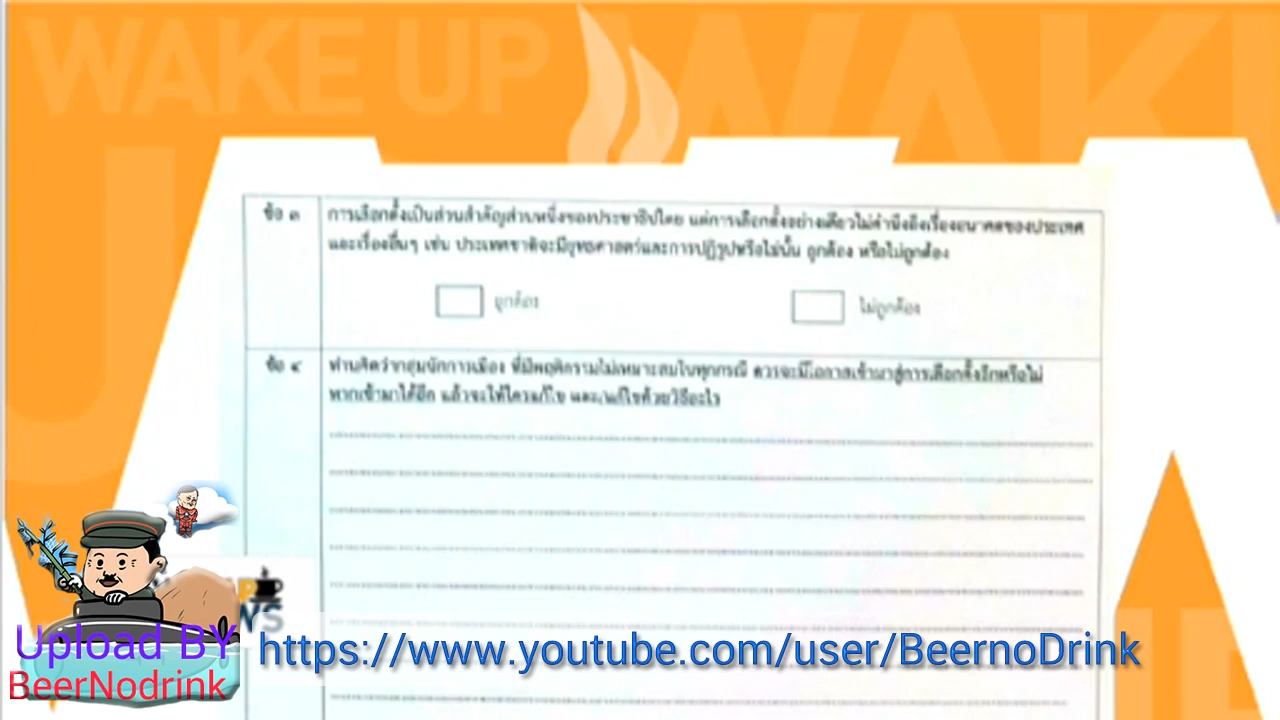 WAKE UP
WAKE
U
ข้อ ๓ การเลือกตั้งเป็นส่วนสำคัญส่วนหนึ่งของประชาธิปไตย แต่การเลือกตั้งอย่างเดียวไม่คำนึงถึงเรื่องอนาคตของประเทศ
และเรื่องอื่นๆ เช่น ประเทศชาติจะมียุทธศาสตร์และการปฏิรูปหรือไม่นั้น ถูกต้อง หรือไม่ถูกต้อง
ถูกต้อง ไม่ถูกต้อง
ข้อ ๔ ท่านคิดว่ากลุ่มนักการเมือง ที่มีพฤติกรรมไม่เหมาะสมในทุกกรณี ควรจะมีโอกาสเข้ามาสู่การเลือกตั้งอีกหรือไม่
หากเข้ามาได้อีก แล้วจะให้ใครแก้ไข และแก้ไขด้วยวิธีอะไร
Upload BY
BeerNodrink
https://www.youtube.com/user/BeernoDrink